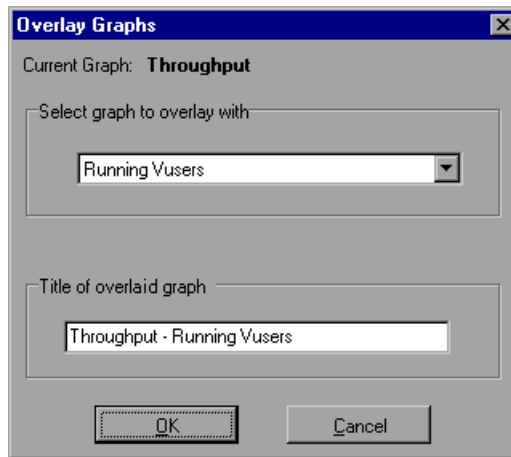 Overlay Graphs
Current Graph: Throughput
Select graph to overlay with
Running Vusers
Title of overlaid graph
Throughput - Running Vusers
OK
Cancel